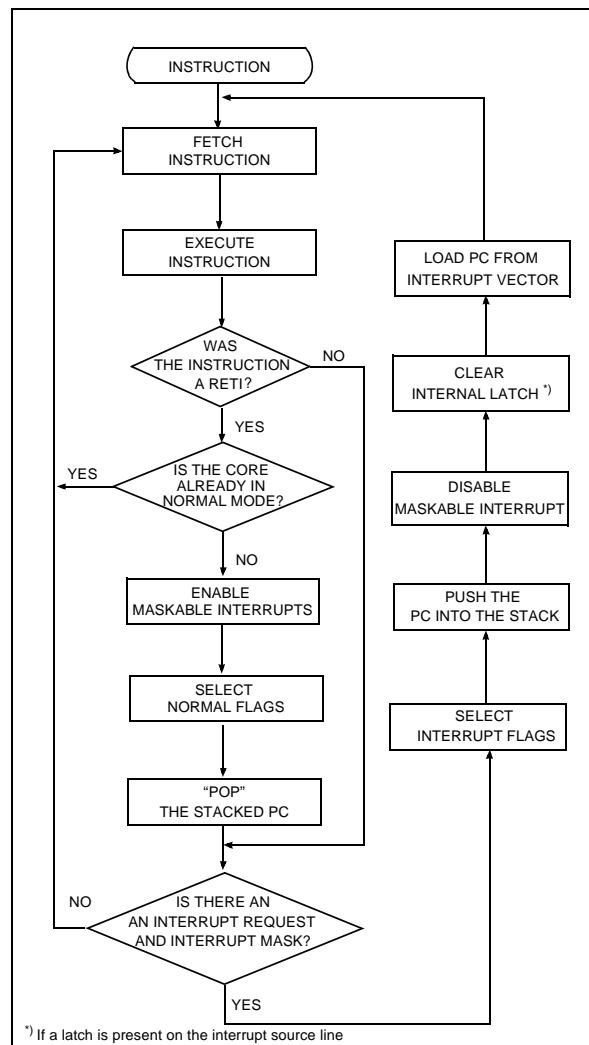 INSTRUCTION
FETCH
INSTRUCTION
EXECUTE
INSTRUCTION
WAS
THE INSTRUCTION
A RETI?
NO
YES
IS THE CORE
ALREADY IN
NORMAL MODE?
YES
NO
ENABLE
MASKABLE INTERRUPTS
SELECT
NORMAL FLAGS
“POP”
THE STACKED PC
IS THERE AN
AN INTERRUPT REQUEST
AND INTERRUPT MASK?
NO
YES
SELECT
INTERRUPT FLAGS
PUSH THE
PC INTO THE STACK
DISABLE
MASKABLE INTERRUPT
CLEAR
INTERNAL LATCH *)
LOAD PC FROM
INTERRUPT VECTOR
*) If a latch is present on the interrupt source line